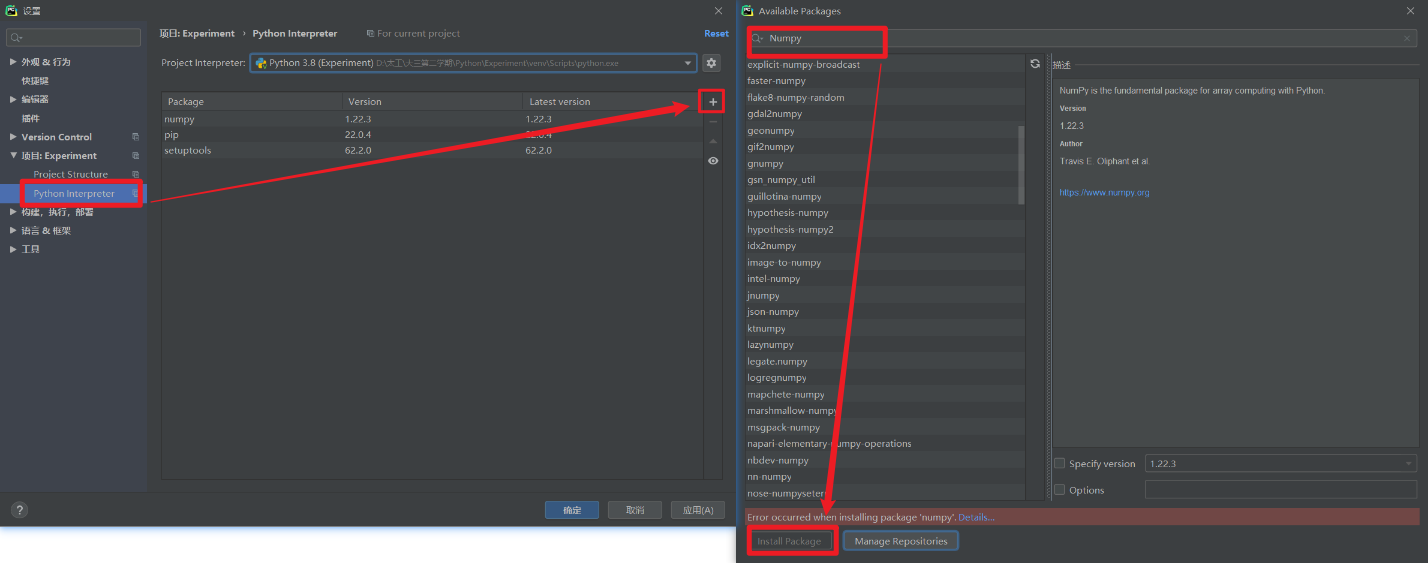 设置
项目: Experiment › Python Interpreter For current project Reset
Project Interpreter: Python 3.8 (Experiment) D:\大工\大三第二学期\Python\Experiment\venv\Scripts\python.exe
外观 & 行为
快捷键
编辑器
插件
Version Control
项目: Experiment
Project Structure
Python Interpreter
构建, 执行, 部署
语言 & 框架
工具
Package Version Latest version
numpy 1.22.3 1.22.3
pip 22.0.4 22.0.4
setuptools 62.2.0 62.2.0
?
确定 取消 应用(A)
Available Packages
Numpy
explicit-numpy-broadcast
faster-numpy
flake8-numpy-random
gdal2numpy
geonumpy
gif2numpy
gnumpy
gsn_numpy_util
guillotina-numpy
hypothesis-numpy
hypothesis-numpy2
idx2numpy
image-to-numpy
intel-numpy
jnumpy
json-numpy
ktnumpy
lazynumpy
legate.numpy
logregnumpy
mapchete-numpy
marshmallow-numpy
msgpack-numpy
napari-elementary-numpy-operations
nbdev-numpy
nn-numpy
nose-numpyseterr
描述
NumPy is the fundamental package for array computing with Python.
Version
1.22.3
Author
Travis E. Oliphant et al.
https://www.numpy.org
Specify version 1.22.3
Options
Error occurred when installing package 'numpy'. Details...
Install Package Manage Repositories